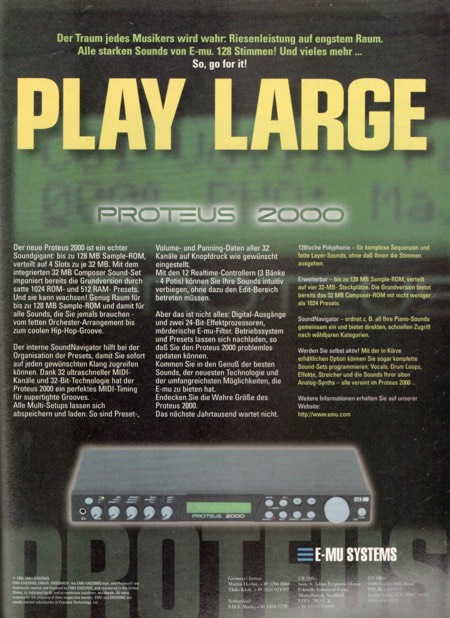 Der Traum jedes Musikers wird wahr: Riesenleistung auf engstem Raum.
Alle starken Sounds von E-mu. 128 Stimmen! Und vieles mehr ...
So, go for it!
PLAY LARGE
PROTEUS 2000
Der neue Proteus 2000 ist ein echter
Soundgigant: bis zu 128 MB Sample-ROM,
verteilt auf 4 Slots zu je 32 MB. Mit dem
integrierten 32 MB Composer Sound-Set
imponiert bereits die Grundversion durch
satte 1024 ROM- und 512 RAM- Presets.
Und sie kann wachsen! Genug Raum für
bis zu 128 MB Sample-ROM und damit für
alle Sounds, die Sie jemals brauchen -
vom fetten Orchester-Arrangement bis
zum coolen Hip-Hop-Groove.
Der interne SoundNavigator hilft bei der
Organisation der Presets, damit Sie sofort
auf jeden gewünschten Klang zugreifen
können. Dank 32 ultraschneller MIDI-
Kanäle und 32-Bit-Technologie hat der
Proteus 2000 ein perfektes MIDI-Timing
für supertighte Grooves.
Alle Multi-Setups lassen sich
abspeichern und laden. So sind Preset-,
Volume- und Panning-Daten aller 32
Kanäle auf Knopfdruck wie gewünscht
eingestellt.
Mit den 12 Realtime-Controllern (3 Bänke
- 4 Potis) können Sie Ihre Sounds intuitiv
verbiegen, ohne dazu den Edit-Bereich
betreten müssen.
Aber das ist nicht alles: Digital-Ausgänge
und zwei 24-Bit-Effektprozessoren,
mörderische E-mu-Filter. Betriebssystem
und Presets lassen sich nachladen, so
daß Sie den Proteus 2000 problemlos
updaten können.
Kommen Sie in den Genuß der besten
Sounds, der neuesten Technologie und
der umfangreichsten Möglichkeiten, die
E-mu zu bieten hat.
Endecken Sie die Wahre Größe des
Proteus 2000.
Das nächste Jahrtausend wartet nicht.
128fache Polyphonie – für komplexe Sequenzen und
fette Layer-Sounds, ohne daß Ihnen die Stimmen
ausgehen.
Erweiterbar – bis zu 128 MB Sample-ROM, verteilt
auf vier 32-MB- Steckplätze. Die Grundversion bietet
bereits das 32 MB Composer-ROM mit nicht weniger
als 1024 Presets.
SoundNavigator – ordnet z. B. all Ihre Piano-Sounds
gemeinsam ein und bietet direkten, schnellen Zugriff
nach wählbaren Kategorien.
Werden Sie selbst aktiv! Mit der in Kürze
erhältlichen Option können Sie sogar komplette
Sound-Sets programmieren: Vocals, Drum Loops,
Effekte, Streicher und die Sounds Ihrer alten
Analog-Synths – alle vereint im Proteus 2000 ...
Weitere Informationen erhalten Sie auf unserer
Website:
http://www.emu.com
PROTEUS 2000
E-MU SYSTEMS
PROTEUS